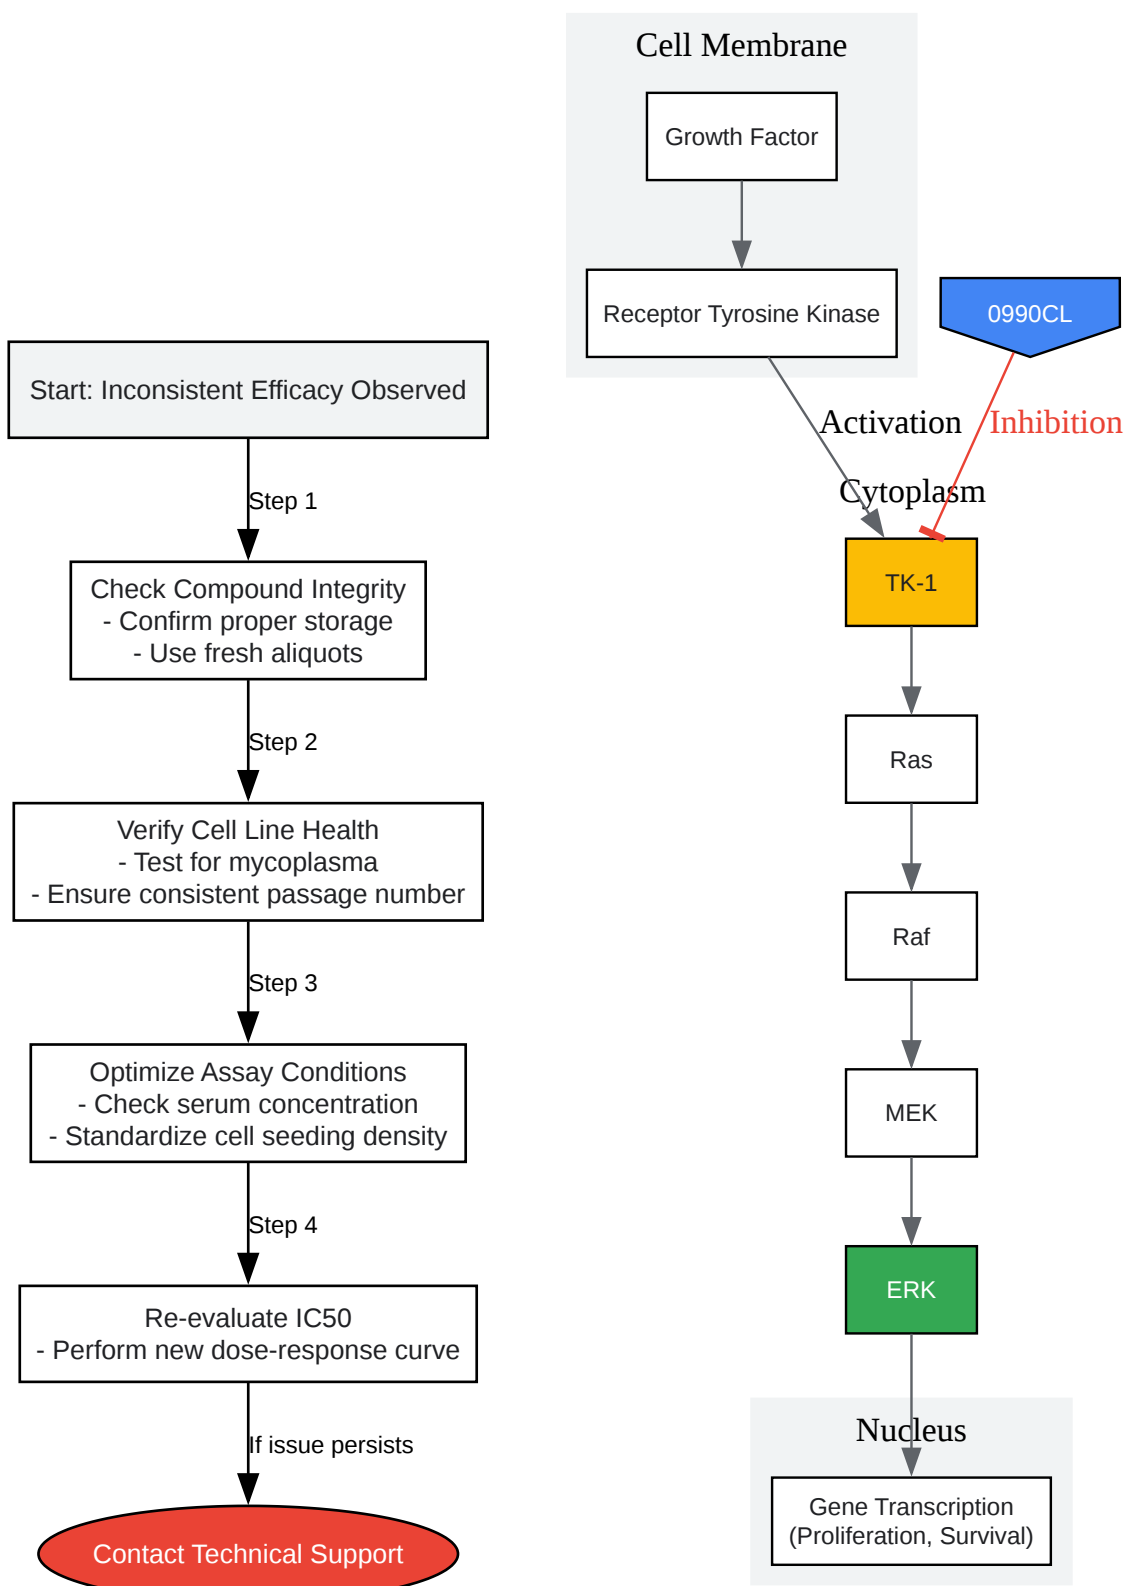 Start: Inconsistent Efficacy Observed
Step 1
Check Compound Integrity
- Confirm proper storage
- Use fresh aliquots
Step 2
Verify Cell Line Health
- Test for mycoplasma
- Ensure consistent passage number
Step 3
Optimize Assay Conditions
- Check serum concentration
- Standardize cell seeding density
Step 4
Re-evaluate IC50
- Perform new dose-response curve
If issue persists
Contact Technical Support
Cell Membrane
Growth Factor
Receptor Tyrosine Kinase
0990CL
Activation
Inhibition
Cytoplasm
TK-1
Ras
Raf
MEK
ERK
Nucleus
Gene Transcription
(Proliferation, Survival)